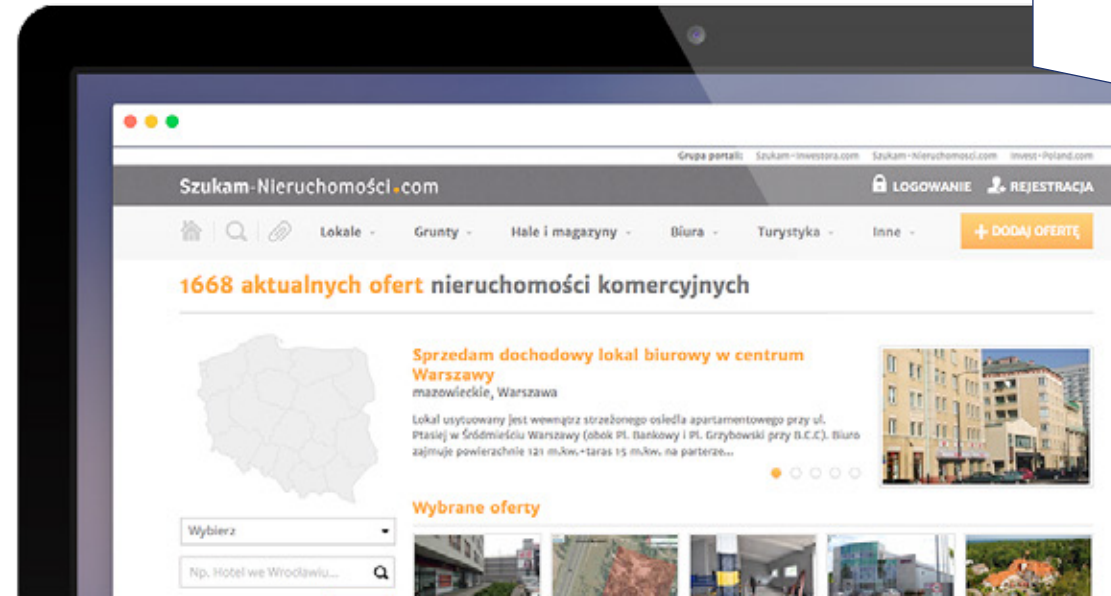 Grupa portali: Szukam-Inwestora.com Szukam-Nieruchomosci.com Invest-Poland.com
Szukam-Nieruchomości.com
LOGOWANIE REJESTRACJA
Lokale Grunty Hale i magazyny Biura Turystyka Inne + DODAJ OFERTĘ
1668 aktualnych ofert nieruchomości komercyjnych
Sprzedam dochodowy lokal biurowy w centrum
Warszawy
mazowieckie, Warszawa
Lokal usytuowany jest wewnątrz strzeżonego osiedla apartamentowego przy ul.
Ptasiej w Śródmieściu Warszawy (obok Pl. Bankowy i Pl. Grzybowski przy B.C.C). Biuro
zajmuje powierzchnie 121 m.kw.+taras 15 m.kw. na parterze...
Wybrane oferty
Wybierz
Np. Hotel we Wrocławiu...